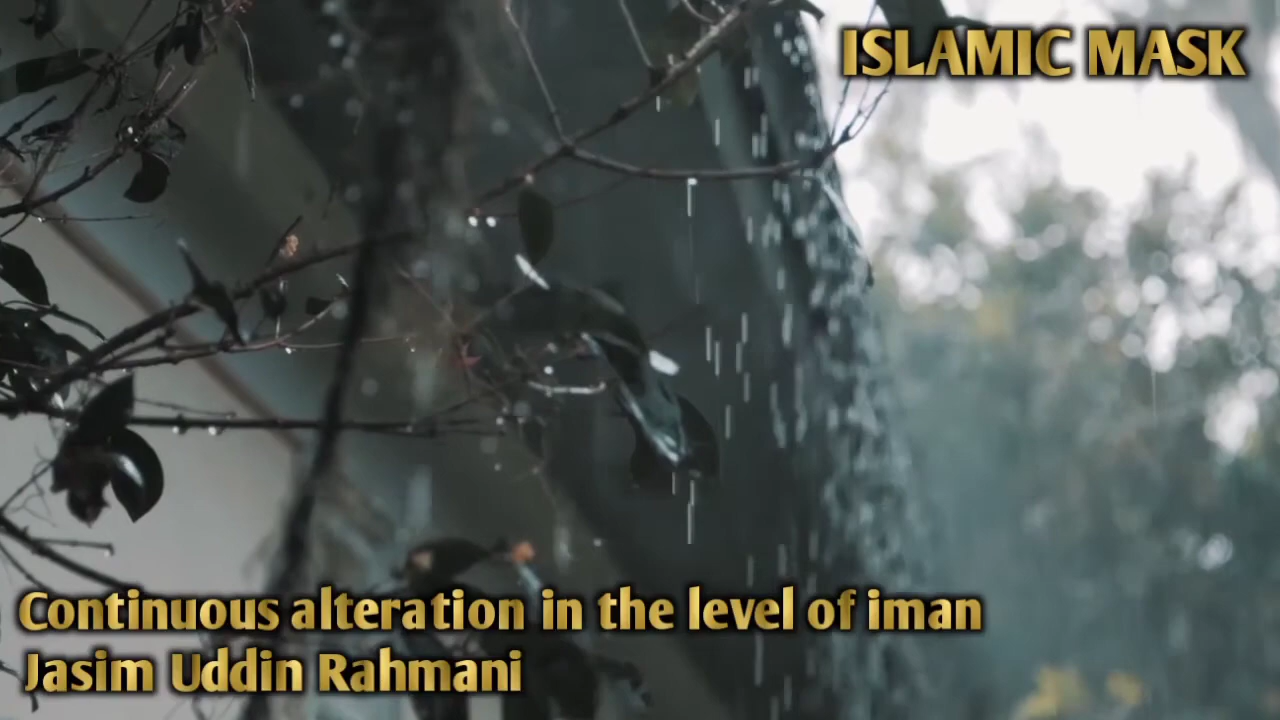 ISLAMIC MASK
Continuous alteration in the level of iman
Jasim Uddin Rahmani